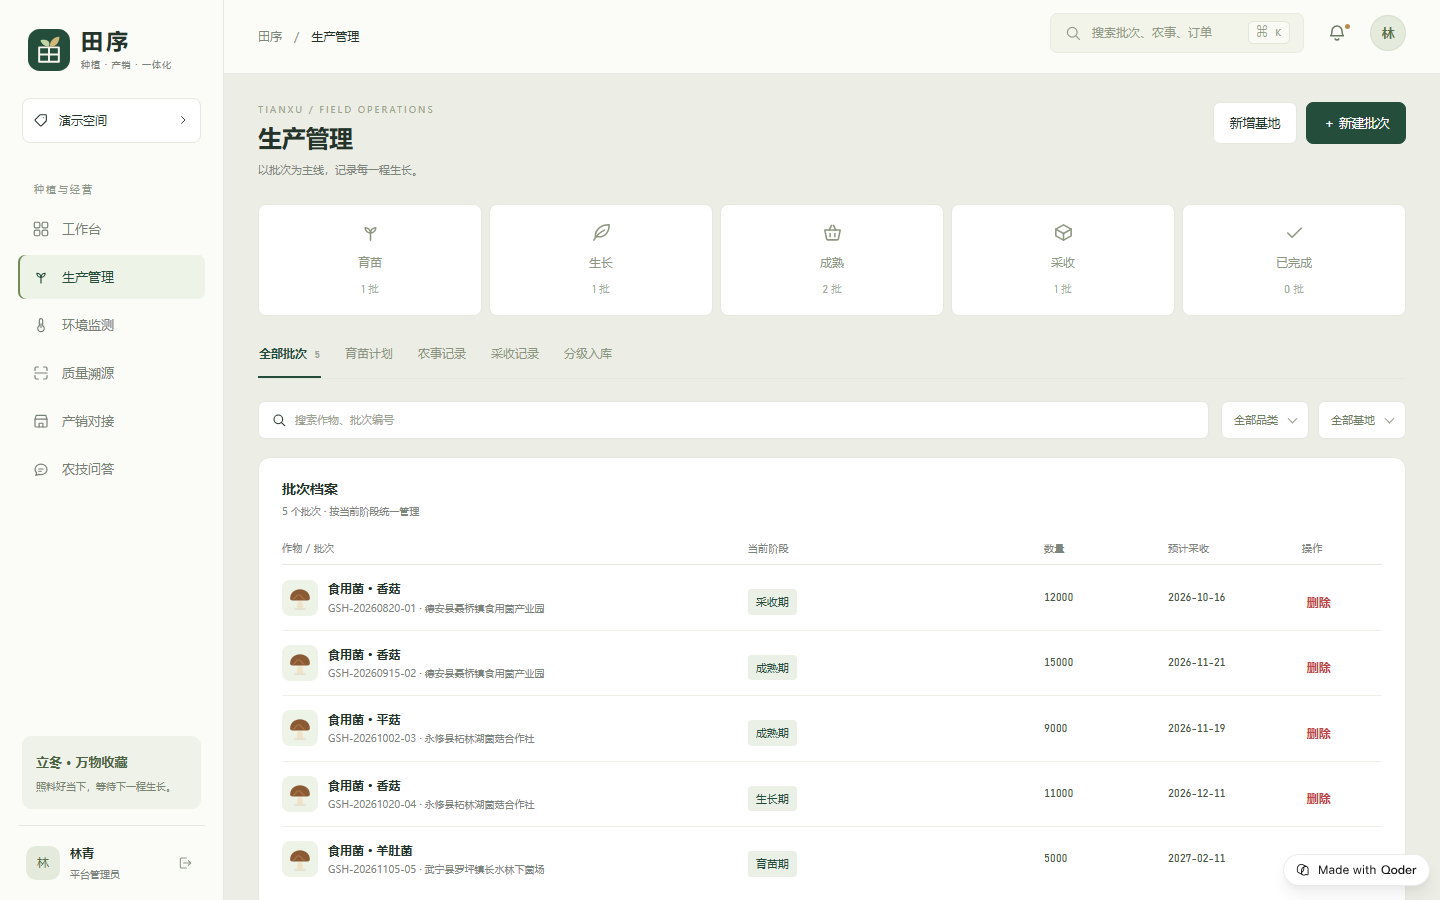 田序
种植 · 产销 · 一体化
演示空间
种植与经营
工作台
生产管理
环境监测
质量溯源
产销对接
农技问答
立冬 • 万物收藏
照料好当下，等待下一程生长。
林
林青
平台管理员
田序 / 生产管理
搜索批次、农事、订单
⌘ K
林
TIANXU / FIELD OPERATIONS
生产管理
以批次为主线，记录每一程生长。
新增基地
+ 新建批次
育苗
1 批
生长
1 批
成熟
2 批
采收
1 批
已完成
0 批
全部批次 5 育苗计划 农事记录 采收记录 分级入库
搜索作物、批次编号
全部品类
全部基地
批次档案
5 个批次 · 按当前阶段统一管理
作物 / 批次 当前阶段 数量 预计采收 操作
食用菌 • 香菇
GSH-20260820-01 · 德安县聂桥镇食用菌产业园
采收期 12000 2026-10-16 删除
食用菌 • 香菇
GSH-20260915-02 · 德安县聂桥镇食用菌产业园
成熟期 15000 2026-11-21 删除
食用菌 • 平菇
GSH-20261002-03 · 永修县柘林湖菌菇合作社
成熟期 9000 2026-11-19 删除
食用菌 • 香菇
GSH-20261020-04 · 永修县柘林湖菌菇合作社
生长期 11000 2026-12-11 删除
食用菌 • 羊肚菌
GSH-20261105-05 · 武宁县罗坪镇长水林下菌场
育苗期 5000 2027-02-11
Made with Qoder